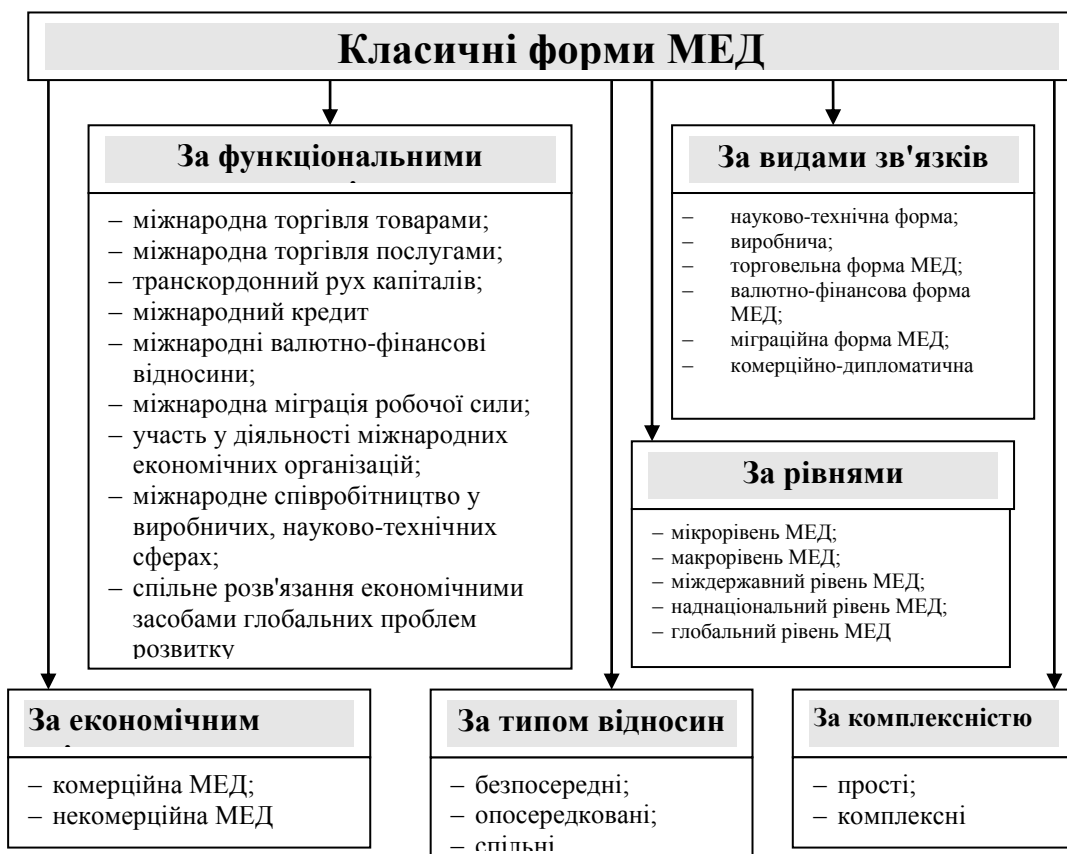 Класичні форми МЕД
За функціональними
– міжнародна торгівля товарами;
– міжнародна торгівля послугами;
– транскордонний рух капіталів;
– міжнародний кредит
– міжнародні валютно-фінансові
відносини;
– міжнародна міграція робочої сили;
– участь у діяльності міжнародних
економічних організацій;
– міжнародне співробітництво у
виробничих, науково-технічних
сферах;
– спільне розв'язання економічними
засобами глобальних проблем
розвитку
За видами зв'язків
– науково-технічна форма;
– виробнича;
– торговельна форма МЕД;
– валютно-фінансова форма
МЕД;
– міграційна форма МЕД;
– комерційно-дипломатична
За рівнями
– мікрорівень МЕД;
– макрорівень МЕД;
– міждержавний рівень МЕД;
– наднаціональний рівень МЕД;
– глобальний рівень МЕД
За економічним
– комерційна МЕД;
– некомерційна МЕД
За типом відносин
– безпосередні;
– опосередковані;
– спільні
За комплексністю
– прості;
– комплексні